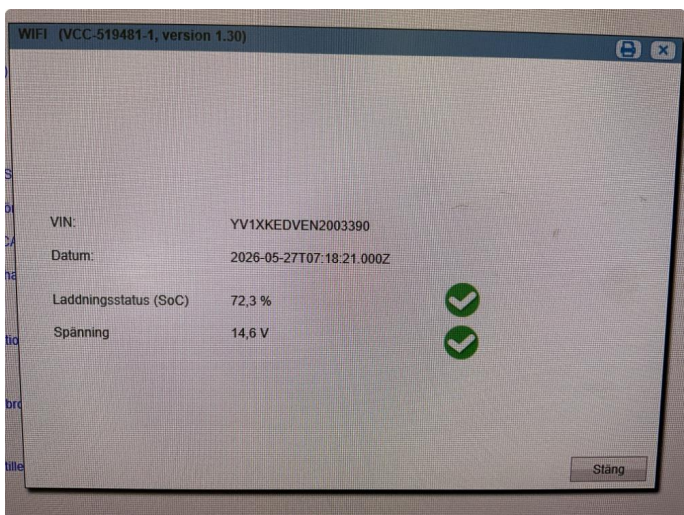 WIFI (VCC-519481-1, version 1.30)
VIN: YV1XKEDVEN2003390
Datum: 2026-05-27T07:18:21.000Z
Laddningsstatus (SoC) 72,3 %
Spänning 14,6 V
Stäng